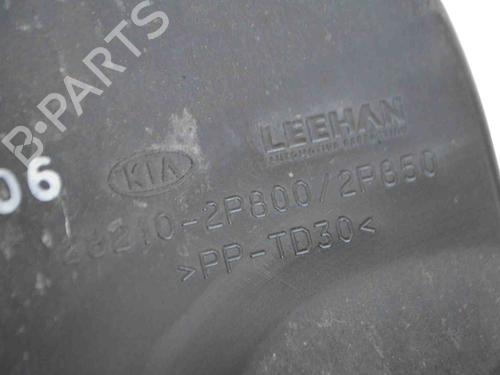 B-PARTS
LEEHAN
KIA
06
28210-2P800/2P850
>PP-TD30<